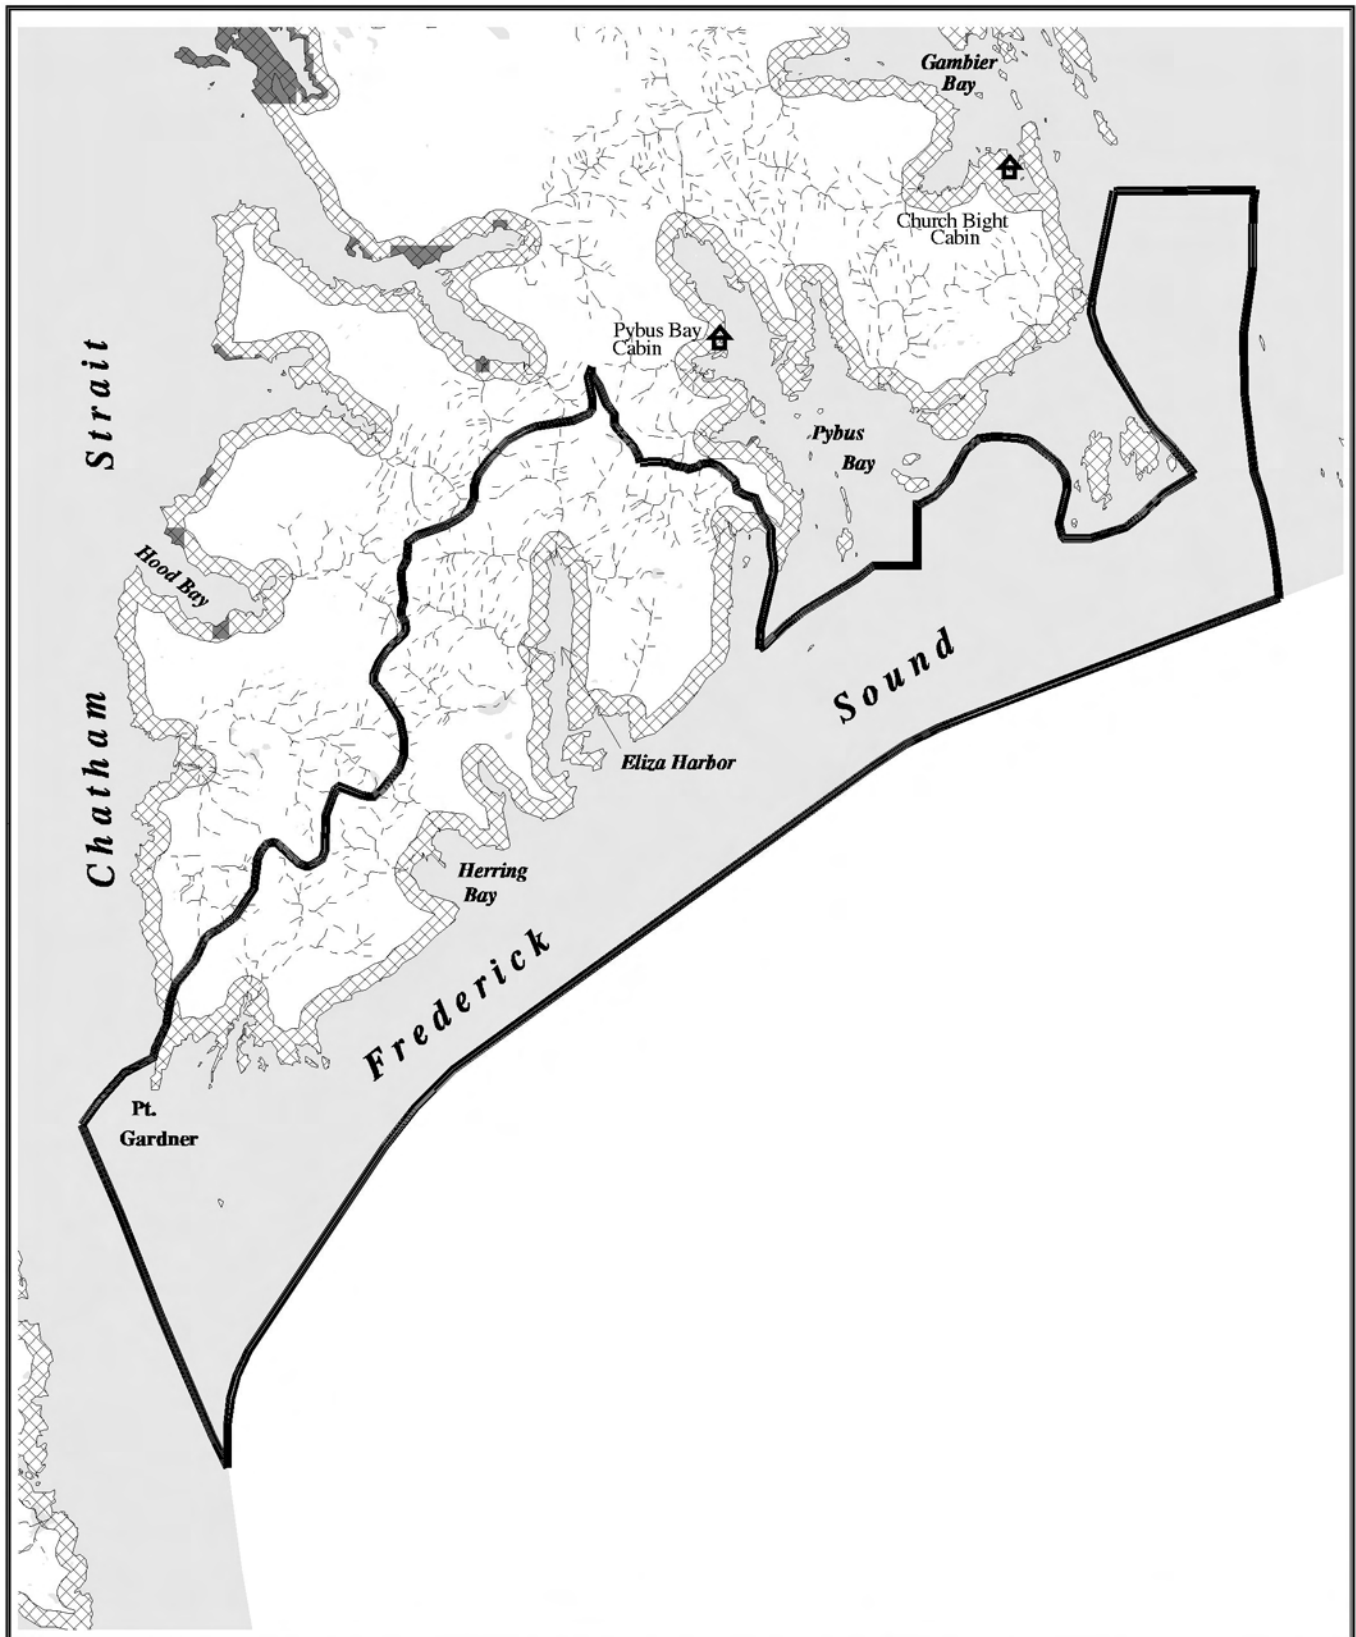 Gambier
Bay
Church Bight
Cabin
Pybus Bay
Cabin
Strait
Pybus
Bay
Hood Bay
Sound
Chatham
Eliza Harbor
Herring
Bay
Frederick
Pt.
Gardner